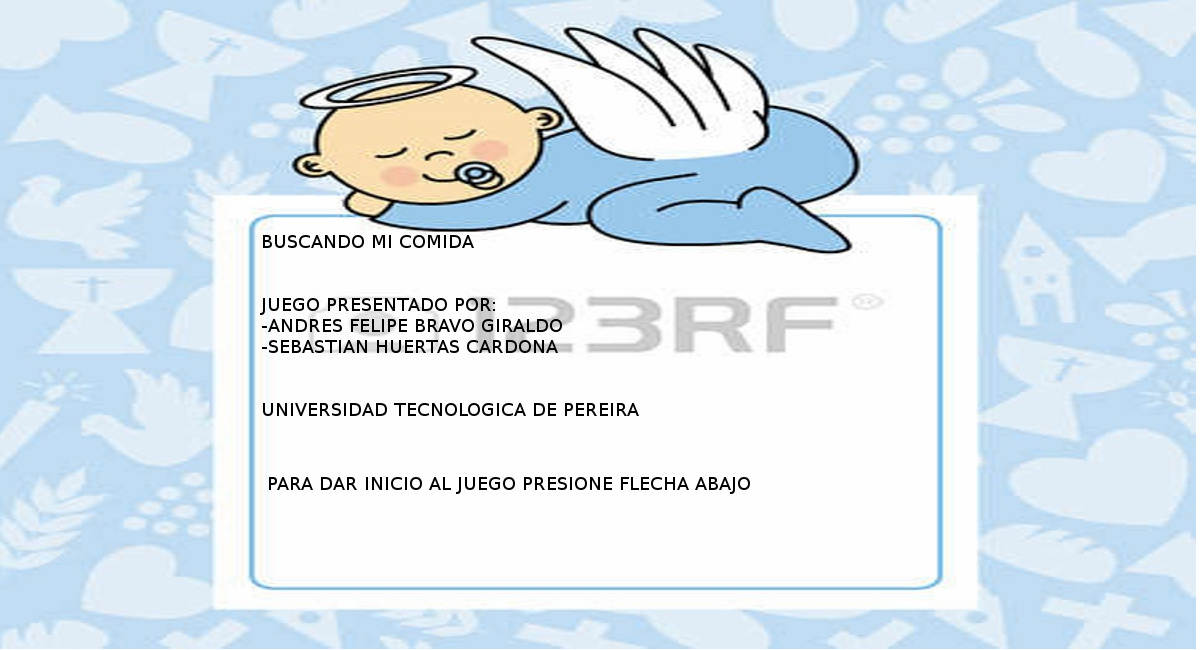 BUSCANDO MI COMIDA
JUEGO PRESENTADO POR:
-ANDRES FELIPE BRAVO GIRALDO
-SEBASTIAN HUERTAS CARDONA
123RF®
UNIVERSIDAD TECNOLOGICA DE PEREIRA
PARA DAR INICIO AL JUEGO PRESIONE FLECHA ABAJO